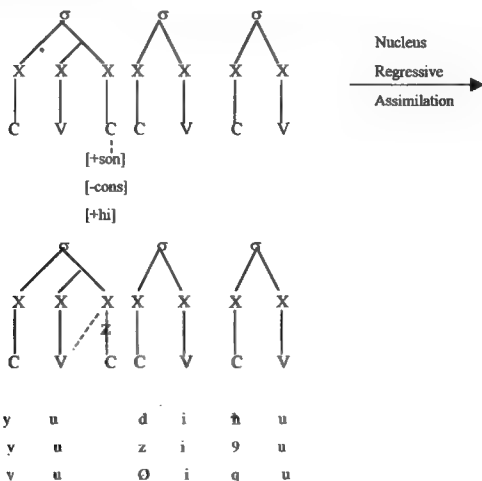 σ σ σ
Nucleus
X X X X X X X
Regressive
Assimilation
C V C C V C V
[+son]
[-cons]
[+hi]
σ σ σ
X X X X X X X
Z
C V C C V C V
y u d i ħ u
y u z i 9 u
y u Ø i q u